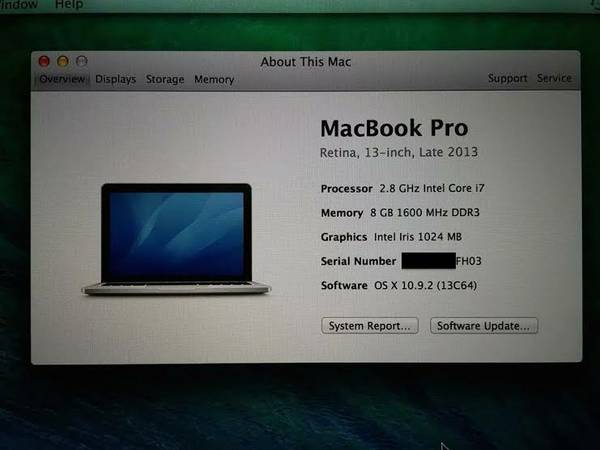 Window Help
About This Mac
Overview Displays Storage Memory Support Service
MacBook Pro
Retina, 13-inch, Late 2013
Processor 2.8 GHz Intel Core i7
Memory 8 GB 1600 MHz DDR3
Graphics Intel Iris 1024 MB
Serial Number FH03
Software OS X 10.9.2 (13C64)
System Report... Software Update...